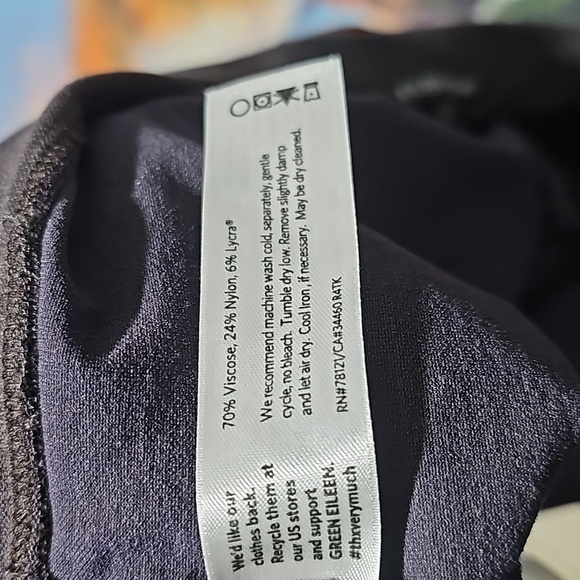 70% Viscose, 24% Nylon, 6% Lycra®
We recommend machine wash cold, separately, gentle
cycle, no bleach. Tumble dry low. Remove slightly damp
and let air dry. Cool Iron, if necessary. May be dry cleaned.
RN#78121/CA#34460 R4TK
We'd like our
clothes back.
Recycle them at
our US stores
and support
GREEN EILEEN.
#thxverymuch